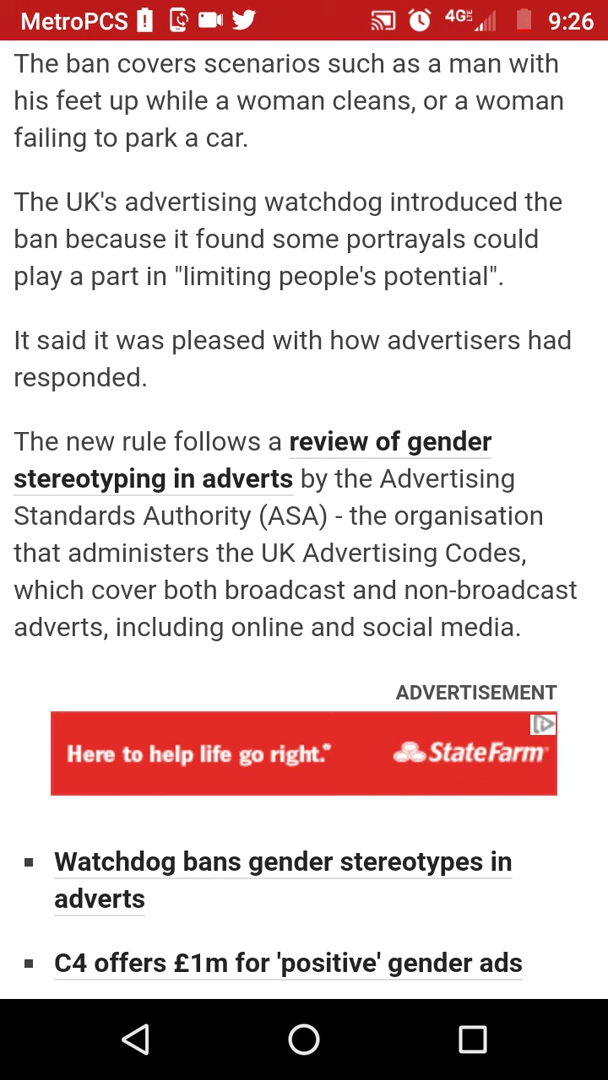 MetroPCS 4G 9:26
The ban covers scenarios such as a man with
his feet up while a woman cleans, or a woman
failing to park a car.
The UK's advertising watchdog introduced the
ban because it found some portrayals could
play a part in "limiting people's potential".
It said it was pleased with how advertisers had
responded.
The new rule follows a review of gender
stereotyping in adverts by the Advertising
Standards Authority (ASA) - the organisation
that administers the UK Advertising Codes,
which cover both broadcast and non-broadcast
adverts, including online and social media.
ADVERTISEMENT
Here to help life go right.® StateFarm®
▪ Watchdog bans gender stereotypes in
adverts
▪ C4 offers £1m for 'positive' gender ads